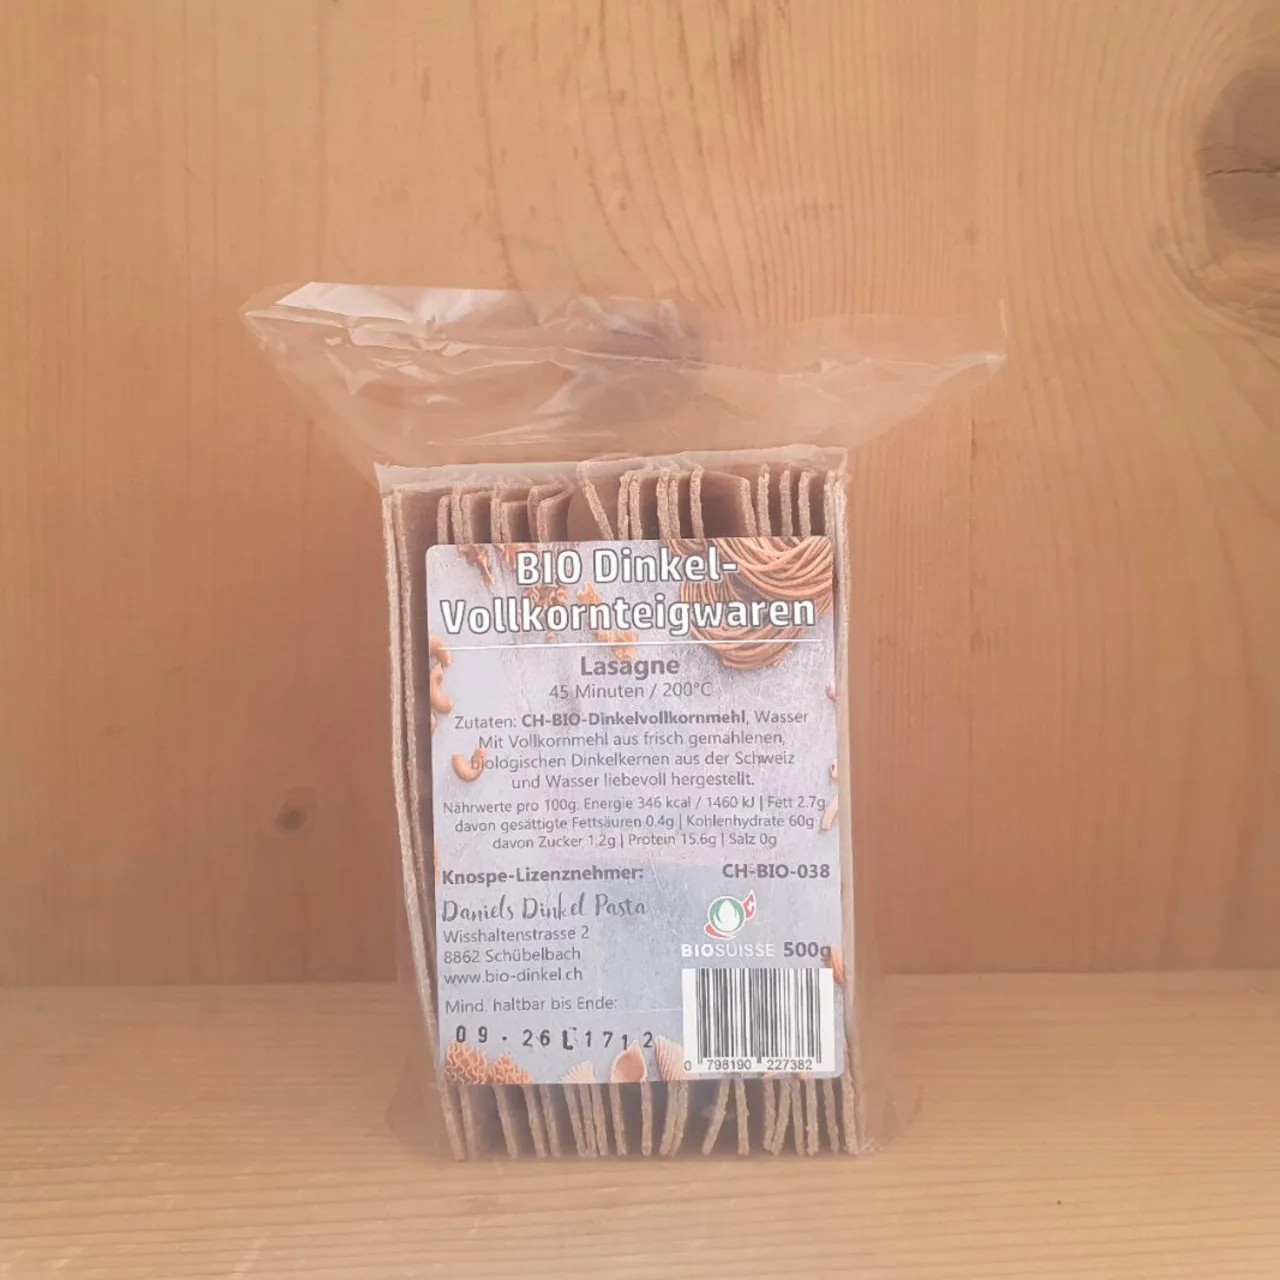 BIO Dinkel-
Vollkornteigwaren
Lasagne
45 Minuten / 200°C
Zutaten: CH-BIO-Dinkelvollkornmehl, Wasser
Mit Vollkornmehl aus frisch gemahlenen,
biologischen Dinkelkernen aus der Schweiz
und Wasser liebevoll hergestellt.
Nährwerte pro 100g: Energie 346 kcal / 1460 kJ | Fett 2.7g
davon gesättigte Fettsäuren 0.4g | Kohlenhydrate 60g
davon Zucker 1.2g | Protein 15.6g | Salz 0g
Knospe-Lizenznehmer:
CH-BIO-038
Daniels Dinkel Pasta
Wisshaltenstrasse 2
8862 Schübelbach
www.bio-dinkel.ch
BIOSUISSE 500g
Mind. haltbar bis Ende:
09.26 L1712
0 798190 227382